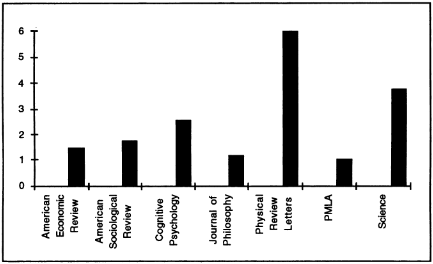 6
5
4
3
2
1
0
American
Economic
Review
American
Sociological
Review
Cognitive
Psychology
Journal of
Philosophy
Physical
Review
Letters
PMLA
Science